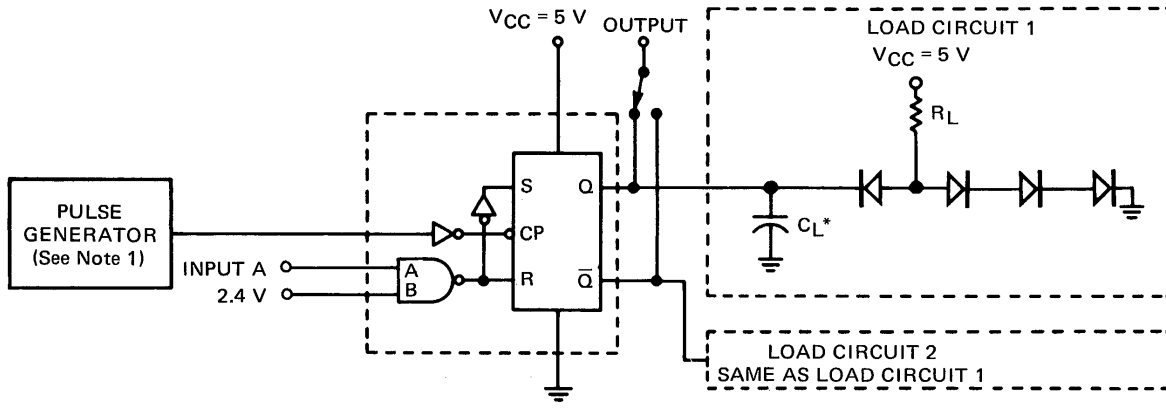 VCC = 5 V
OUTPUT
LOAD CIRCUIT 1
VCC = 5 V
RL
PULSE
GENERATOR
(See Note 1)
INPUT A
2.4 V
A
B
S
CP
R
Q
Q̅
CL*
LOAD CIRCUIT 2
SAME AS LOAD CIRCUIT 1